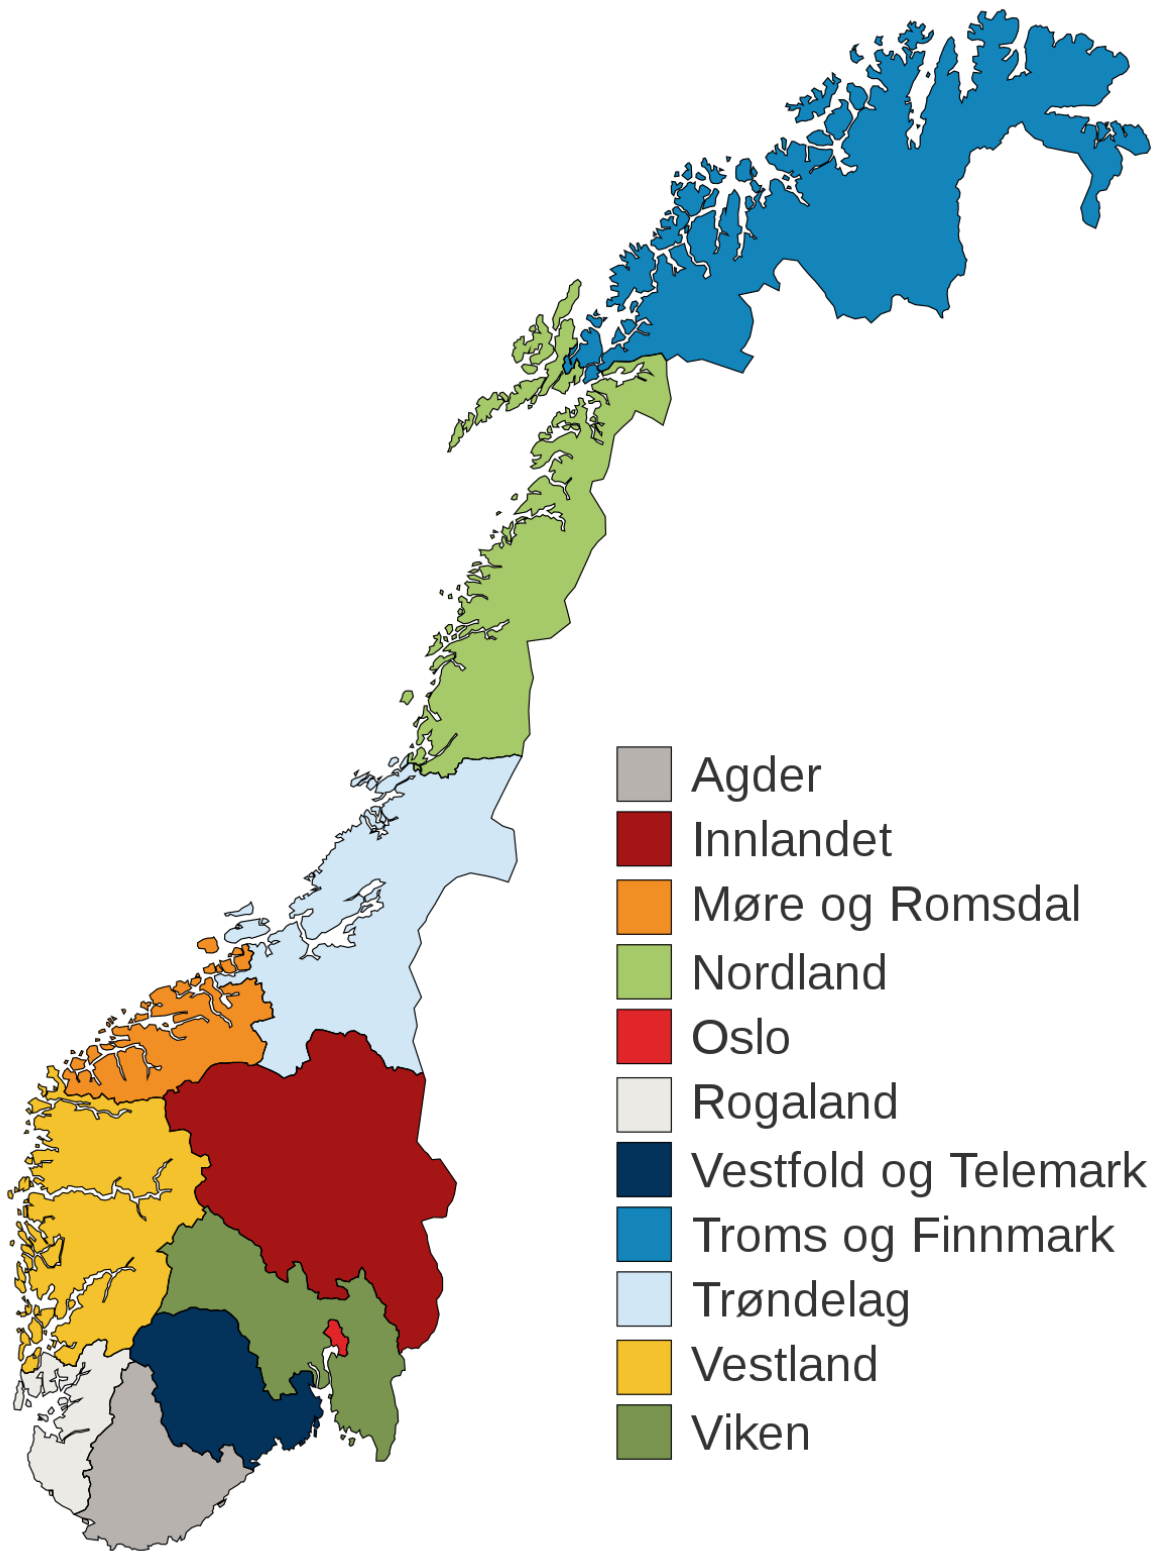 Agder
Innlandet
Møre og Romsdal
Nordland
Oslo
Rogaland
Vestfold og Telemark
Troms og Finnmark
Trøndelag
Vestland
Viken